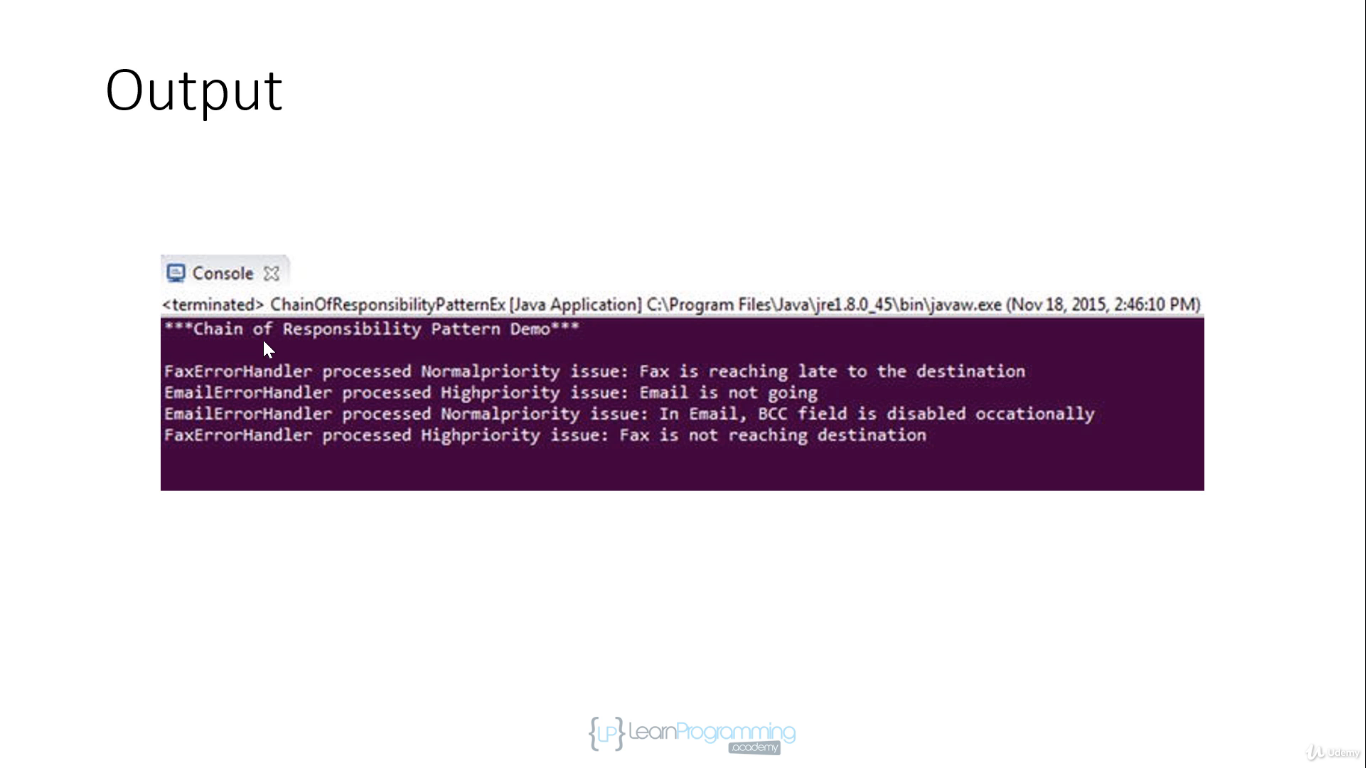 Output
Console
<terminated> ChainOfResponsibilityPatternEx [Java Application] C:\Program Files\Java\jre1.8.0_45\bin\javaw.exe (Nov 18, 2015, 2:46:10 PM)
***Chain of Responsibility Pattern Demo***
FaxErrorHandler processed Normalpriority issue: Fax is reaching late to the destination
EmailErrorHandler processed Highpriority issue: Email is not going
EmailErrorHandler processed Normalpriority issue: In Email, BCC field is disabled occationally
FaxErrorHandler processed Highpriority issue: Fax is not reaching destination
{LP} LearnProgramming
.academy
Udemy